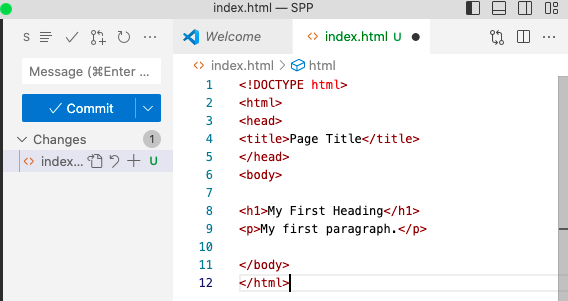 index.html — SPP
S
Welcome
index.html U
Message (⌘Enter ...
Commit
Changes 1
index... U
index.html > html
1 <!DOCTYPE html>
2 <html>
3 <head>
4 <title>Page Title</title>
5 </head>
6 <body>
7
8 <h1>My First Heading</h1>
9 <p>My first paragraph.</p>
10
11 </body>
12 </html>